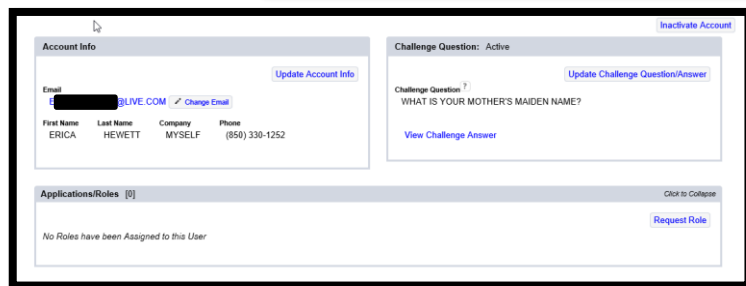 Inactivate Account
Account Info
Update Account Info
Email
E @LIVE.COM Change Email
First Name Last Name Company Phone
ERICA HEWETT MYSELF (850) 330-1252
Challenge Question: Active
Update Challenge Question/Answer
Challenge Question ?
WHAT IS YOUR MOTHER'S MAIDEN NAME?
View Challenge Answer
Applications/Roles [0] Click to Collapse
Request Role
No Roles have been Assigned to this User